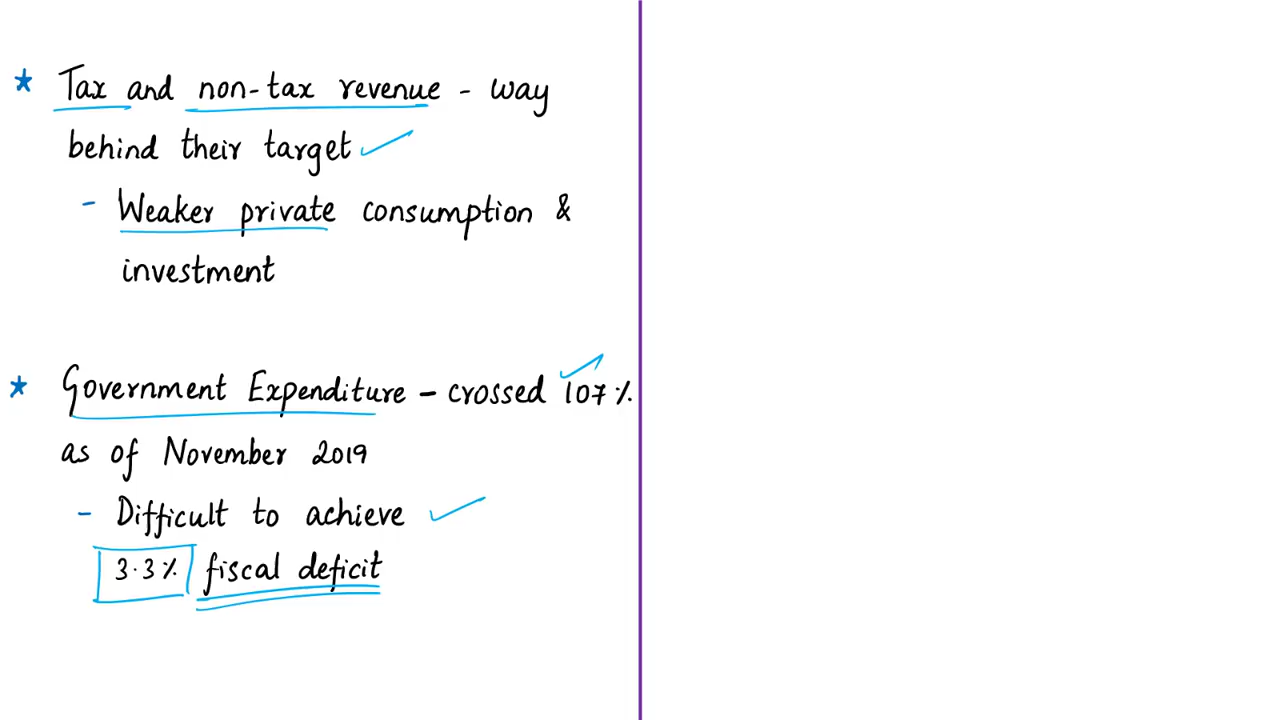 * Tax and non-tax revenue - way
behind their target
- Weaker private consumption &
investment
* Government Expenditure - crossed 107%
as of November 2019
- Difficult to achieve
3.3% fiscal deficit